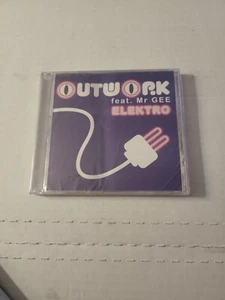 OUTWORK
feat. Mr GEE
ELEKTRO